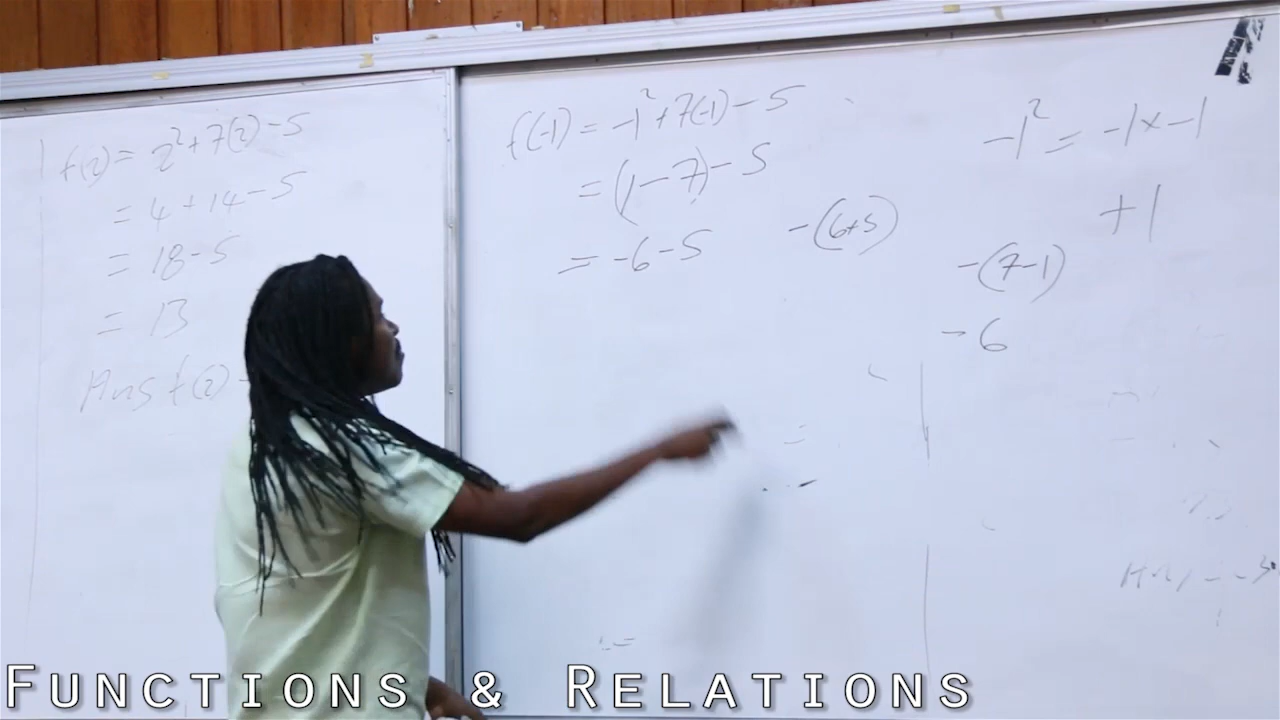 f(2) = 2²+7(2)-5
= 4+14-5
= 18-5
= 13
Ans f(2) -
f(-1) = -1²+7(-1)-5
= (1-7)-5
= -6-5
-(6+5)
-1² = -1×-1
+1
-(7-1)
-6
Functions & Relations